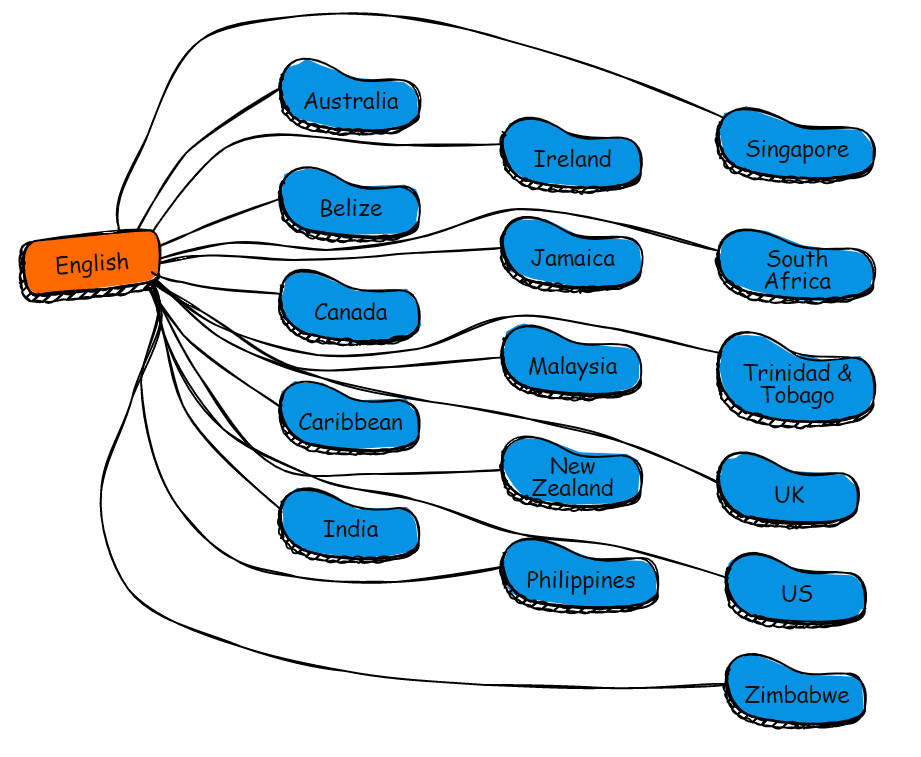 English
Australia
Belize
Canada
Caribbean
India
Ireland
Jamaica
Malaysia
New
Zealand
Philippines
Singapore
South
Africa
Trinidad &
Tobago
UK
US
Zimbabwe